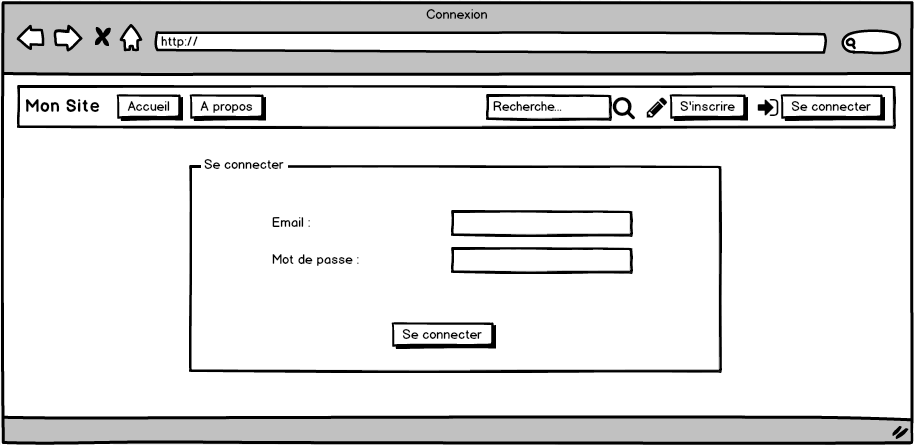 Connexion
http://
Mon Site Accueil A propos Recherche... S'inscrire Se connecter
Se connecter
Email :
Mot de passe :
Se connecter